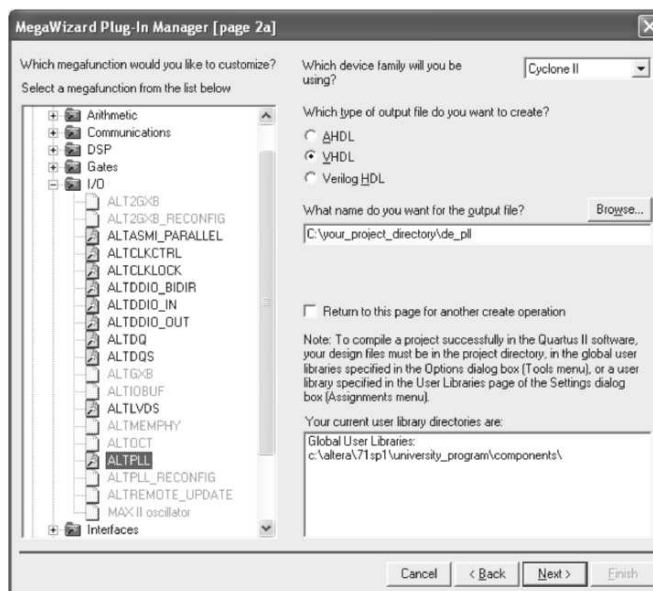 MegaWizard Plug-In Manager [page 2a]
Which megafunction would you like to customize?
Select a megafunction from the list below
Arithmetic
Communications
DSP
Gates
I/O
ALT2GXB
ALT2GXB_RECONFIG
ALTASMI_PARALLEL
ALTCLKCTRL
ALTCLKLOCK
ALTDDIO_BIDIR
ALTDDIO_IN
ALTDDIO_OUT
ALTDQ
ALTDQS
ALTGXB
ALTIOBUF
ALTLVDS
ALTMEMPHY
ALTOCT
ALTPLL
ALTPLL_RECONFIG
ALTREMOTE_UPDATE
MAX II oscillator
Interfaces
Which device family will you be
using?
Cyclone II
Which type of output file do you want to create?
AHDL
VHDL
Verilog HDL
What name do you want for the output file?
Browse...
C:\your_project_directory\de_pll
Return to this page for another create operation
Note: To compile a project successfully in the Quartus II software,
your design files must be in the project directory, in the global user
libraries specified in the Options dialog box (Tools menu), or a user
library specified in the User Libraries page of the Settings dialog
box (Assignments menu).
Your current user library directories are:
Global User Libraries:
c:\altera\71sp1\university_program\components\
Cancel
< Back
Next >
Finish